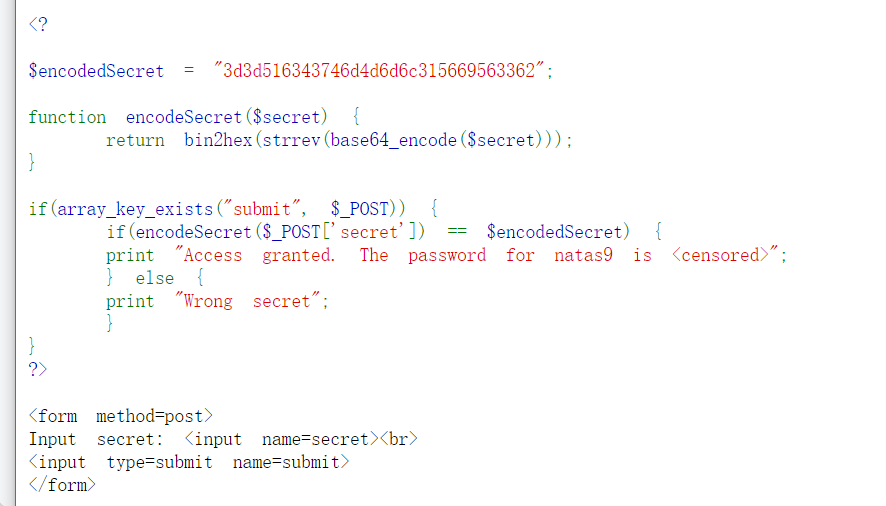 <?
$encodedSecret = "3d3d516343746d4d6d6c315669563362";
function encodeSecret($secret) {
return bin2hex(strrev(base64_encode($secret)));
}
if(array_key_exists("submit", $_POST)) {
if(encodeSecret($_POST['secret']) == $encodedSecret) {
print "Access granted. The password for natas9 is <censored>";
} else {
print "Wrong secret";
}
}
?>
<form method=post>
Input secret: <input name=secret><br>
<input type=submit name=submit>
</form>